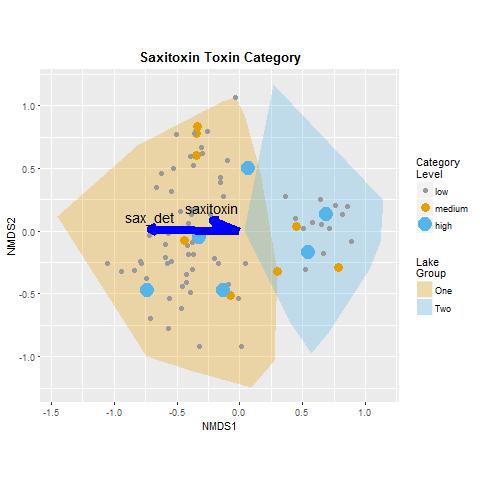 Saxitoxin Toxin Category
1.0
0.5
0.0
-0.5
-1.0
NMDS2
saxitoxin
sax_det
-1.5
-1.0
-0.5
0.0
0.5
1.0
NMDS1
Category
Level
low
medium
high
Lake
Group
One
Two